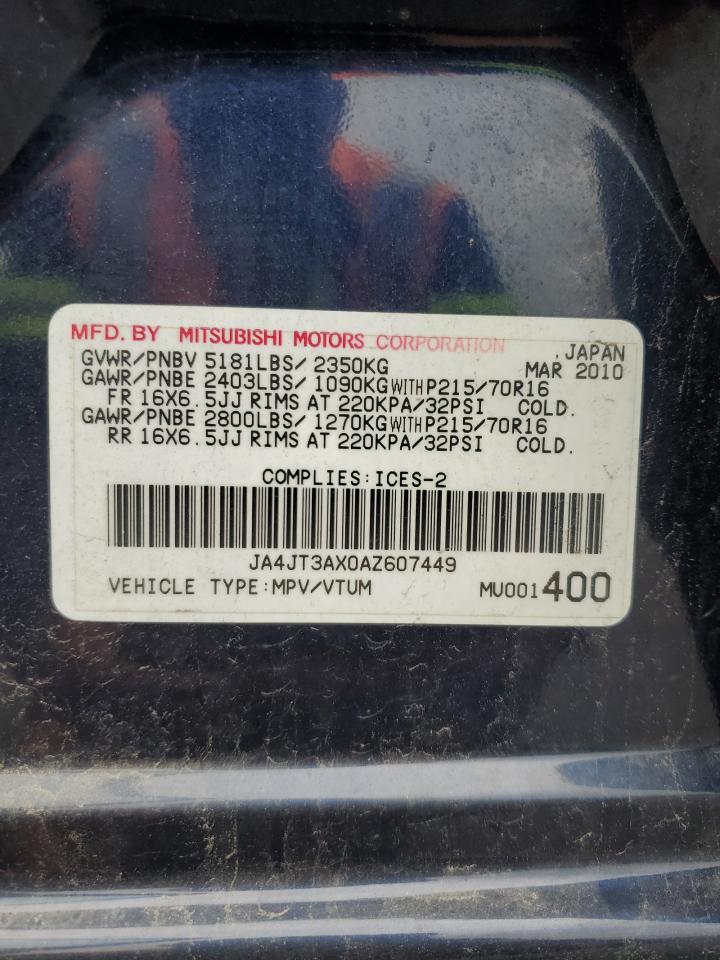 MFD. BY MITSUBISHI MOTORS CORPORATION
JAPAN
GVWR/PNBV 5181LBS/ 2350KG MAR 2010
GAWR/PNBE 2403LBS/ 1090KG WITH P215/70R16
FR 16X6.5JJ RIMS AT 220KPA/32PSI COLD.
GAWR/PNBE 2800LBS/ 1270KG WITH P215/70R16
RR 16X6.5JJ RIMS AT 220KPA/32PSI COLD.
COMPLIES:ICES-2
JA4JT3AX0AZ607449
VEHICLE TYPE:MPV/VTUM MU001400